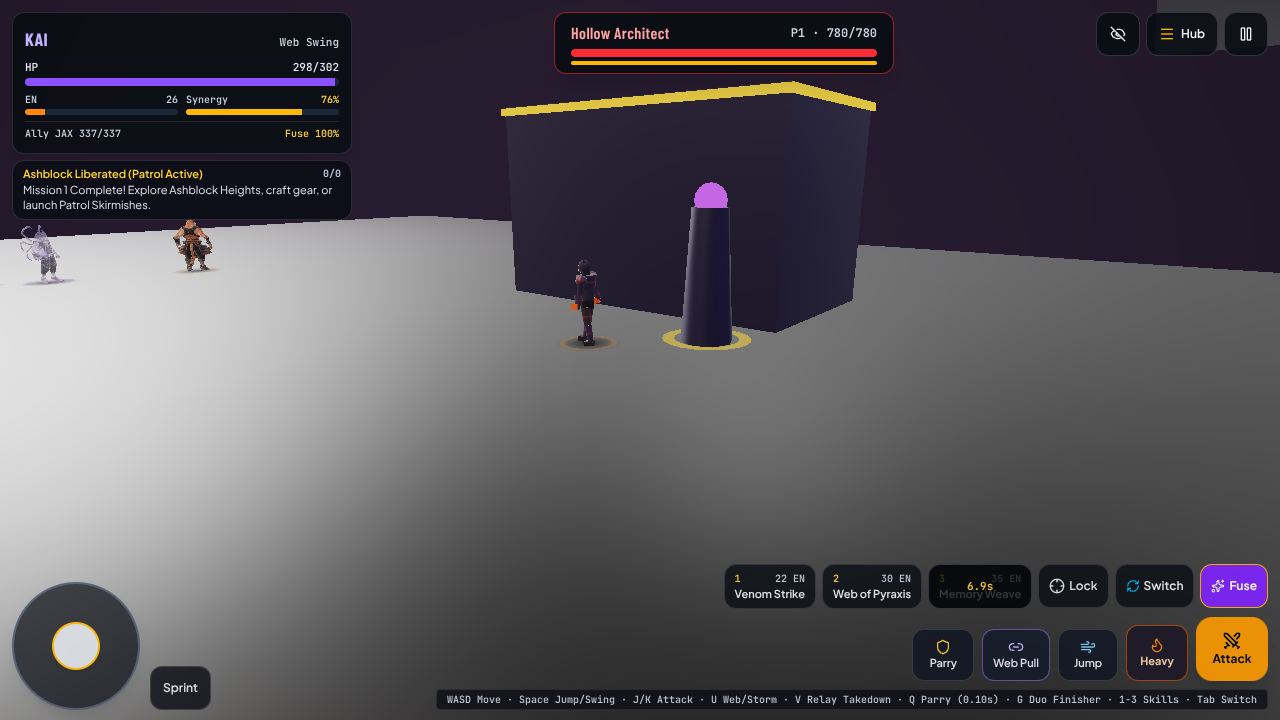 KAI
Web Swing
HP 298/302
EN 26 Synergy 76%
Ally JAX 337/337 Fuse 100%
Ashblock Liberated (Patrol Active) 0/0
Mission 1 Complete! Explore Ashblock Heights, craft gear, or
launch Patrol Skirmishes.
Hollow Architect P1 · 780/780
Hub
1 22 EN
Venom Strike
2 30 EN
Web of Pyraxis
3 6.9s 35 EN
Memory Weave
Lock
Switch
Fuse
Parry
Web Pull
Jump
Heavy
Attack
Sprint
WASD Move · Space Jump/Swing · J/K Attack · U Web/Storm · V Relay Takedown · Q Parry (0.10s) · G Duo Finisher · 1-3 Skills · Tab Switch